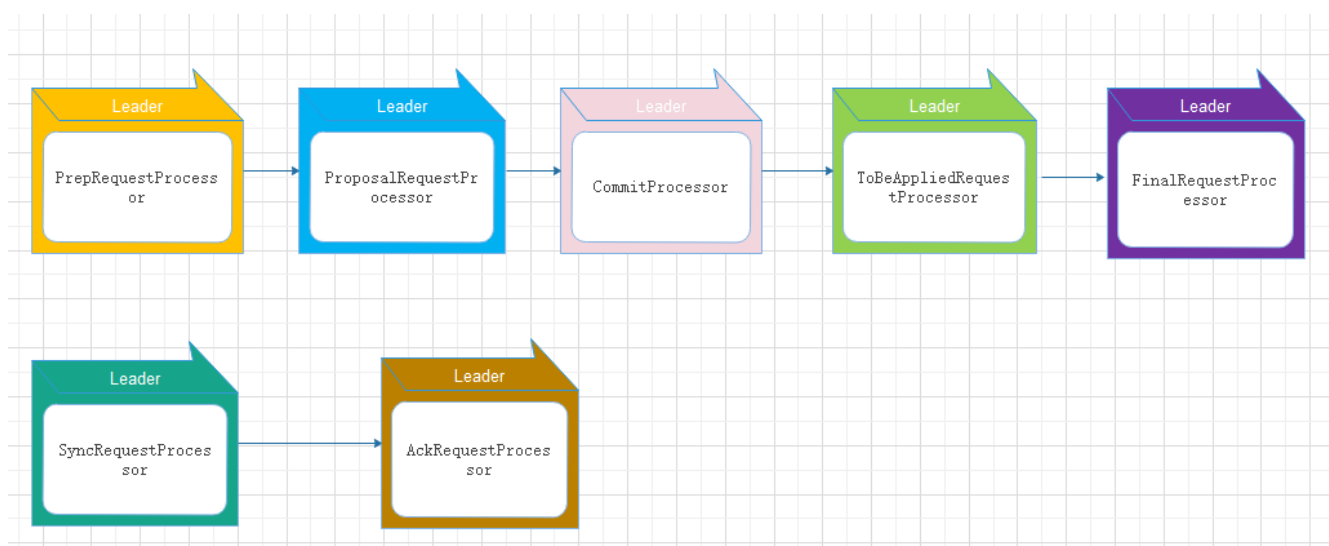 Leader
Leader
Leader
Leader
Leader
PrepRequestProcess
or
ProposalRequestPr
ocessor
CommitProcessor
ToBeAppliedReques
tProcessor
FinalRequestProc
essor
Leader
Leader
SyncRequestProces
sor
AckRequestProces
sor